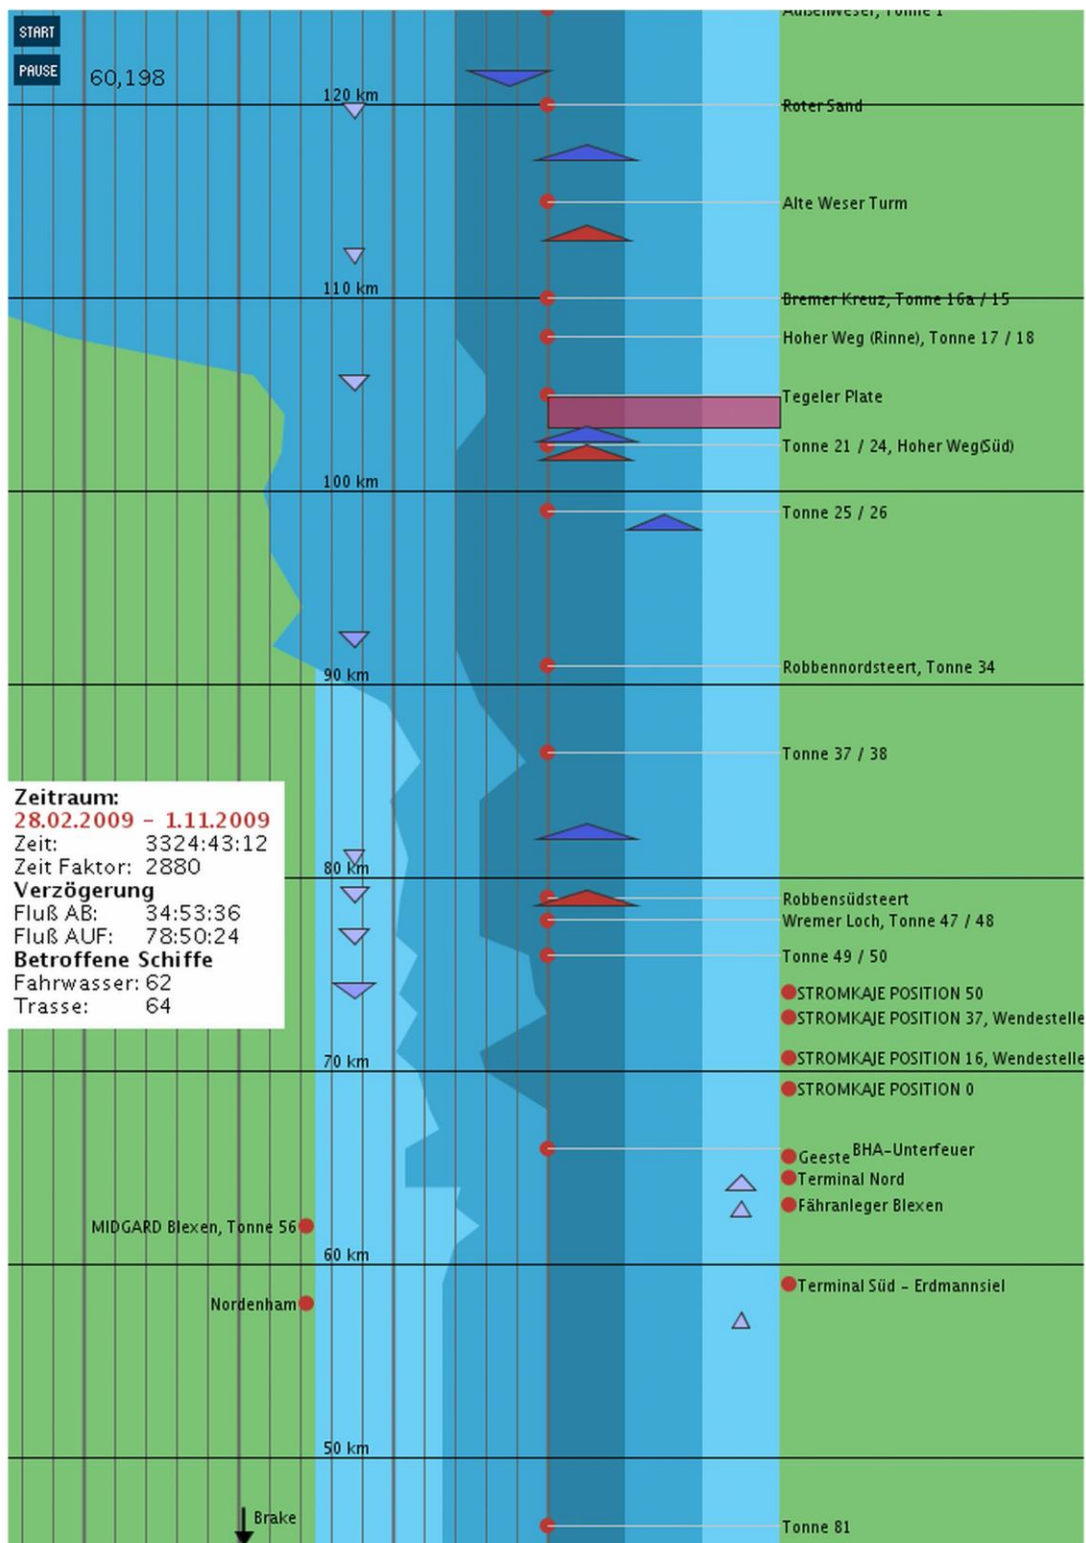 Außenweser, Tonne 1
START
PAUSE
60,198
120 km
Roter Sand
Alte Weser Turm
110 km
Bremer Kreuz, Tonne 16a / 15
Hoher Weg (Rinne), Tonne 17 / 18
Tegeler Plate
Tonne 21 / 24, Hoher Weg(Süd)
100 km
Tonne 25 / 26
Robbennordsteert, Tonne 34
90 km
Tonne 37 / 38
Zeitraum:
28.02.2009 - 1.11.2009
Zeit: 3324:43:12
Zeit Faktor: 2880
Verzögerung
Fluß AB: 34:53:36
Fluß AUF: 78:50:24
Betroffene Schiffe
Fahrwasser: 62
Trasse: 64
80 km
Robbensüdsteert
Wremer Loch, Tonne 47 / 48
Tonne 49 / 50
STROMKAJE POSITION 50
STROMKAJE POSITION 37, Wendestelle
STROMKAJE POSITION 16, Wendestelle
70 km
STROMKAJE POSITION 0
BHA-Unterfeuer
Geeste
Terminal Nord
Fähranleger Blexen
MIDGARD Blexen, Tonne 56
60 km
Terminal Süd - Erdmannsiel
Nordenham
50 km
Brake
Tonne 81